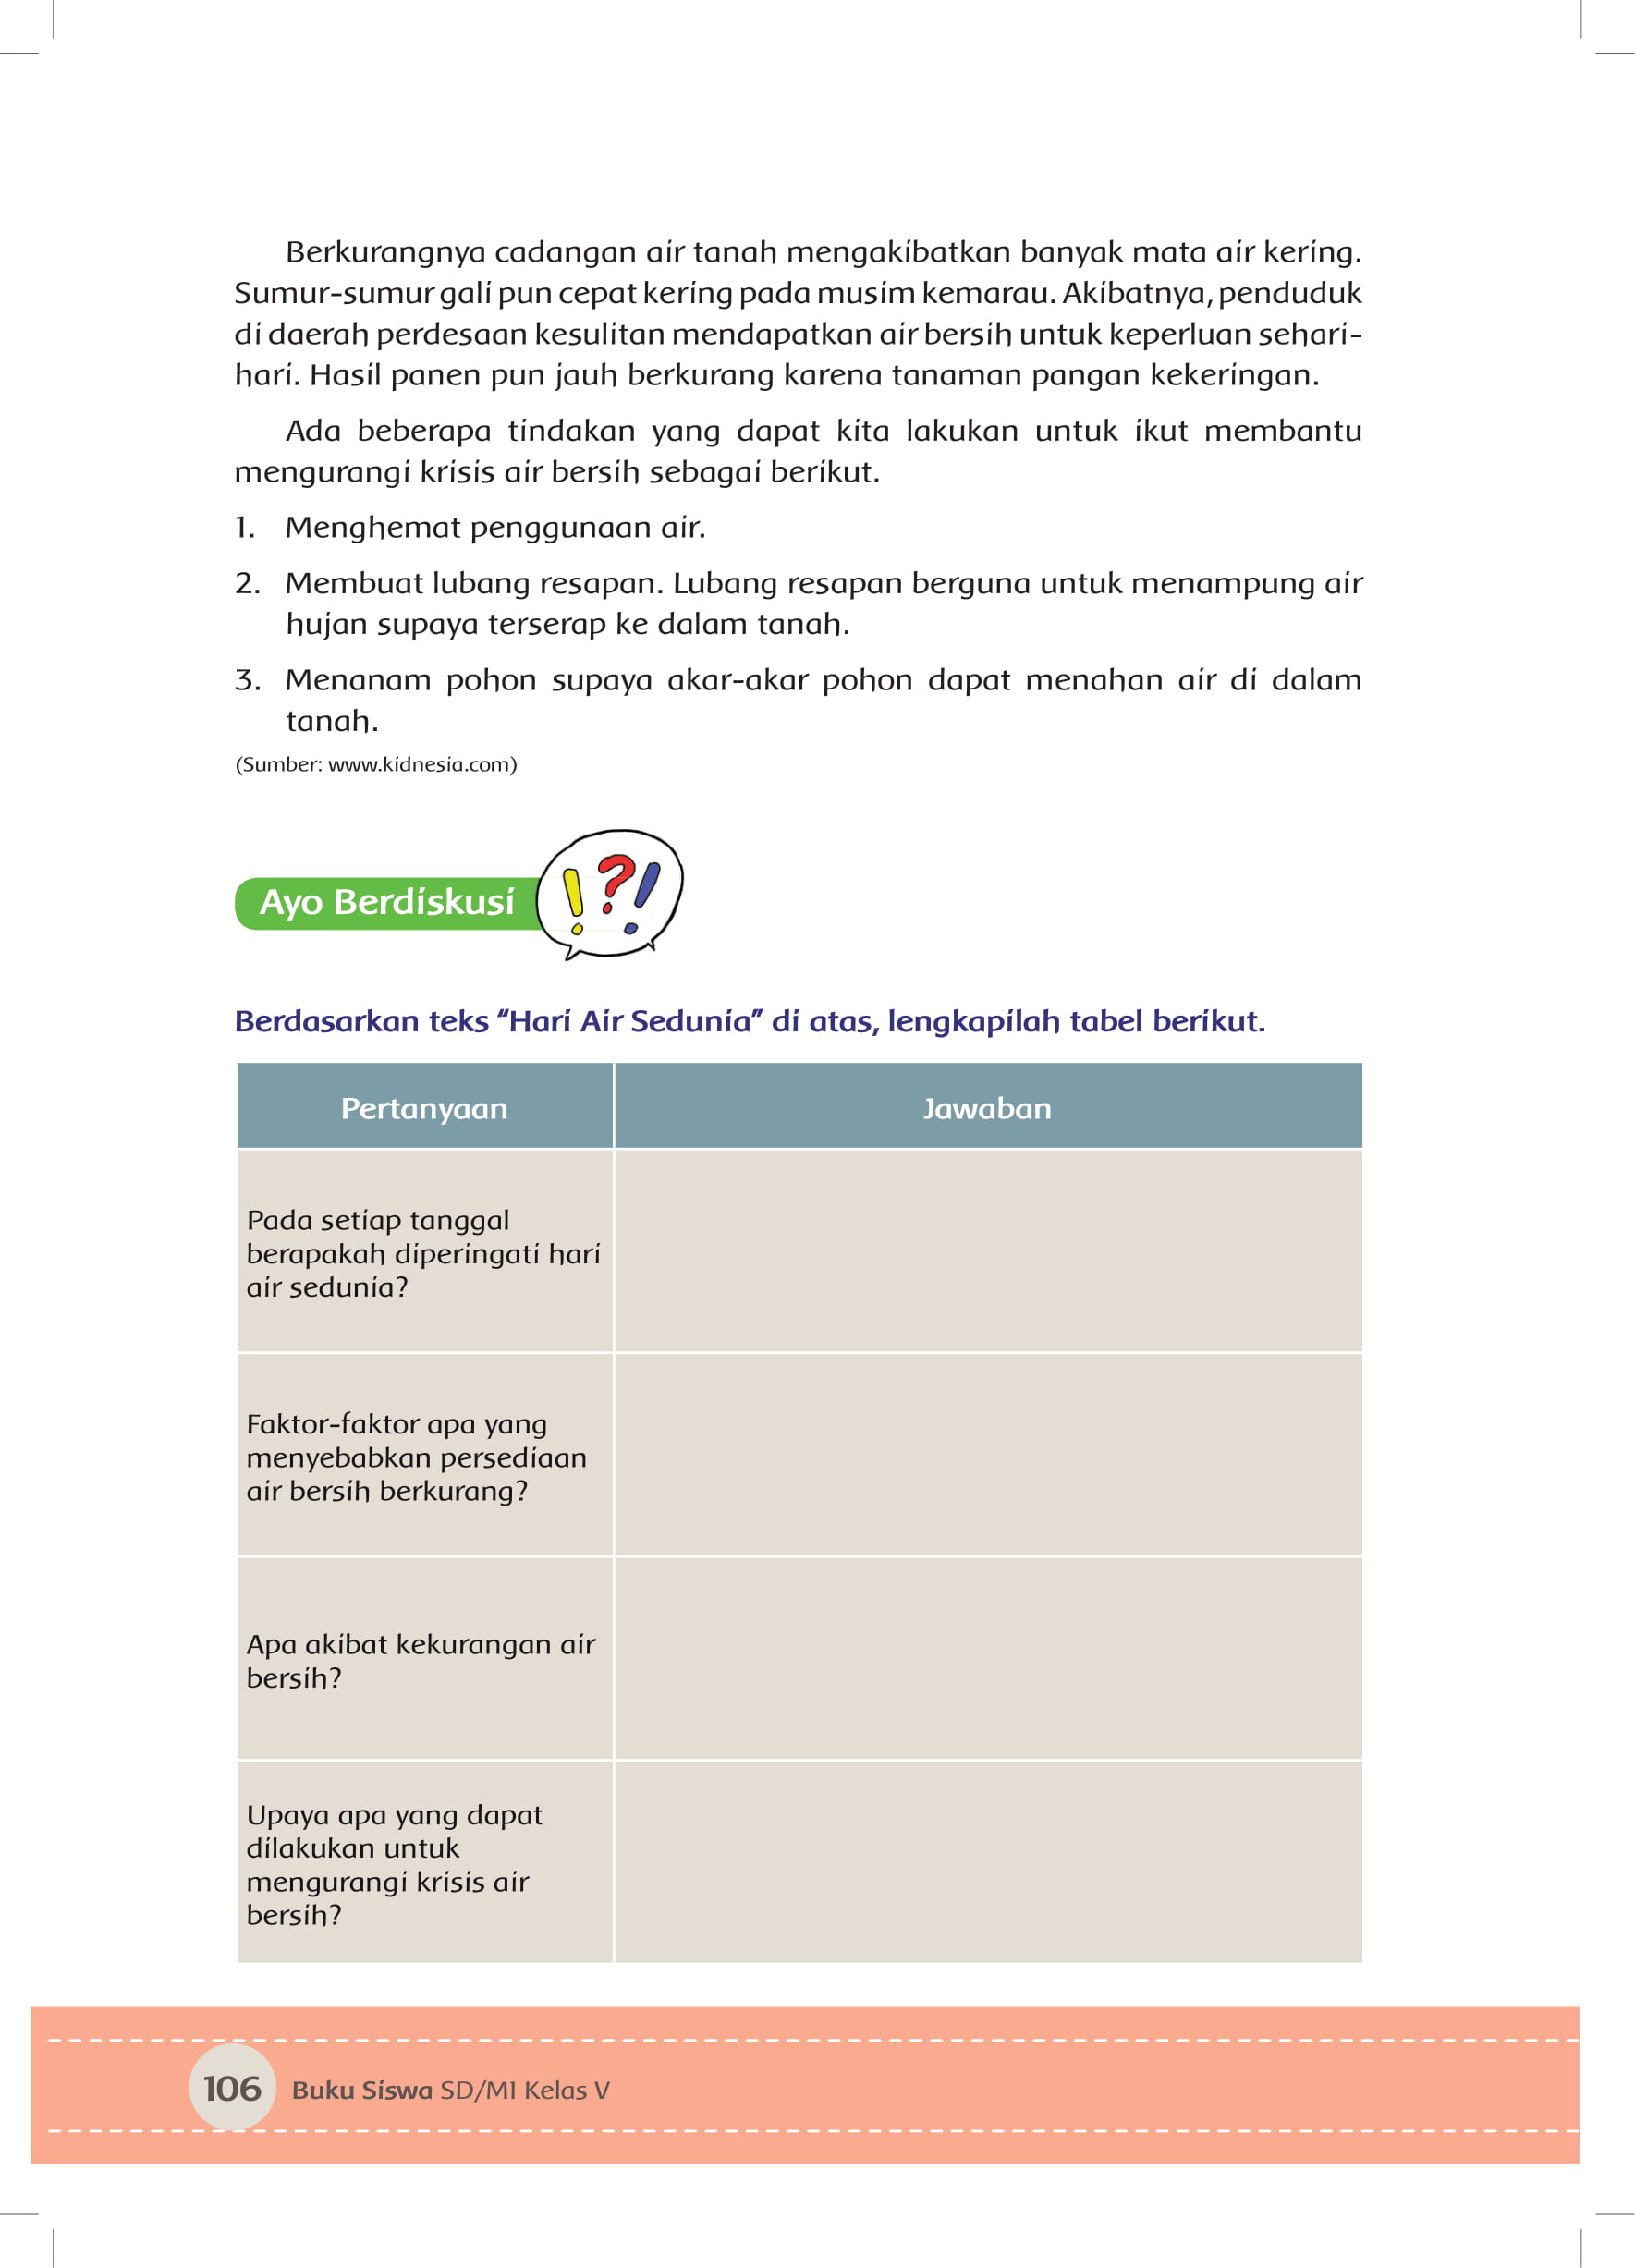 Berkurangnya cadangan air tanah mengakibatkan banyak mata air kering.
Sumur-sumur gali pun cepat kering pada musim kemarau. Akibatnya, penduduk
di daerah perdesaan kesulitan mendapatkan air bersih untuk keperluan sehari-
hari. Hasil panen pun jauh berkurang karena tanaman pangan kekeringan.
Ada beberapa tindakan yang dapat kita lakukan untuk ikut membantu
mengurangi krisis air bersih sebagai berikut.
1. Menghemat penggunaan air.
2. Membuat lubang resapan. Lubang resapan berguna untuk menampung air
hujan supaya terserap ke dalam tanah.
3. Menanam pohon supaya akar-akar pohon dapat menahan air di dalam
tanah.
(Sumber: www.kidnesia.com)
Ayo Berdiskusi
!?!
Berdasarkan teks “Hari Air Sedunia” di atas, lengkapilah tabel berikut.
Pertanyaan
Jawaban
Pada setiap tanggal
berapakah diperingati hari
air sedunia?
Faktor-faktor apa yang
menyebabkan persediaan
air bersih berkurang?
Apa akibat kekurangan air
bersih?
Upaya apa yang dapat
dilakukan untuk
mengurangi krisis air
bersih?
106 Buku Siswa SD/MI Kelas V